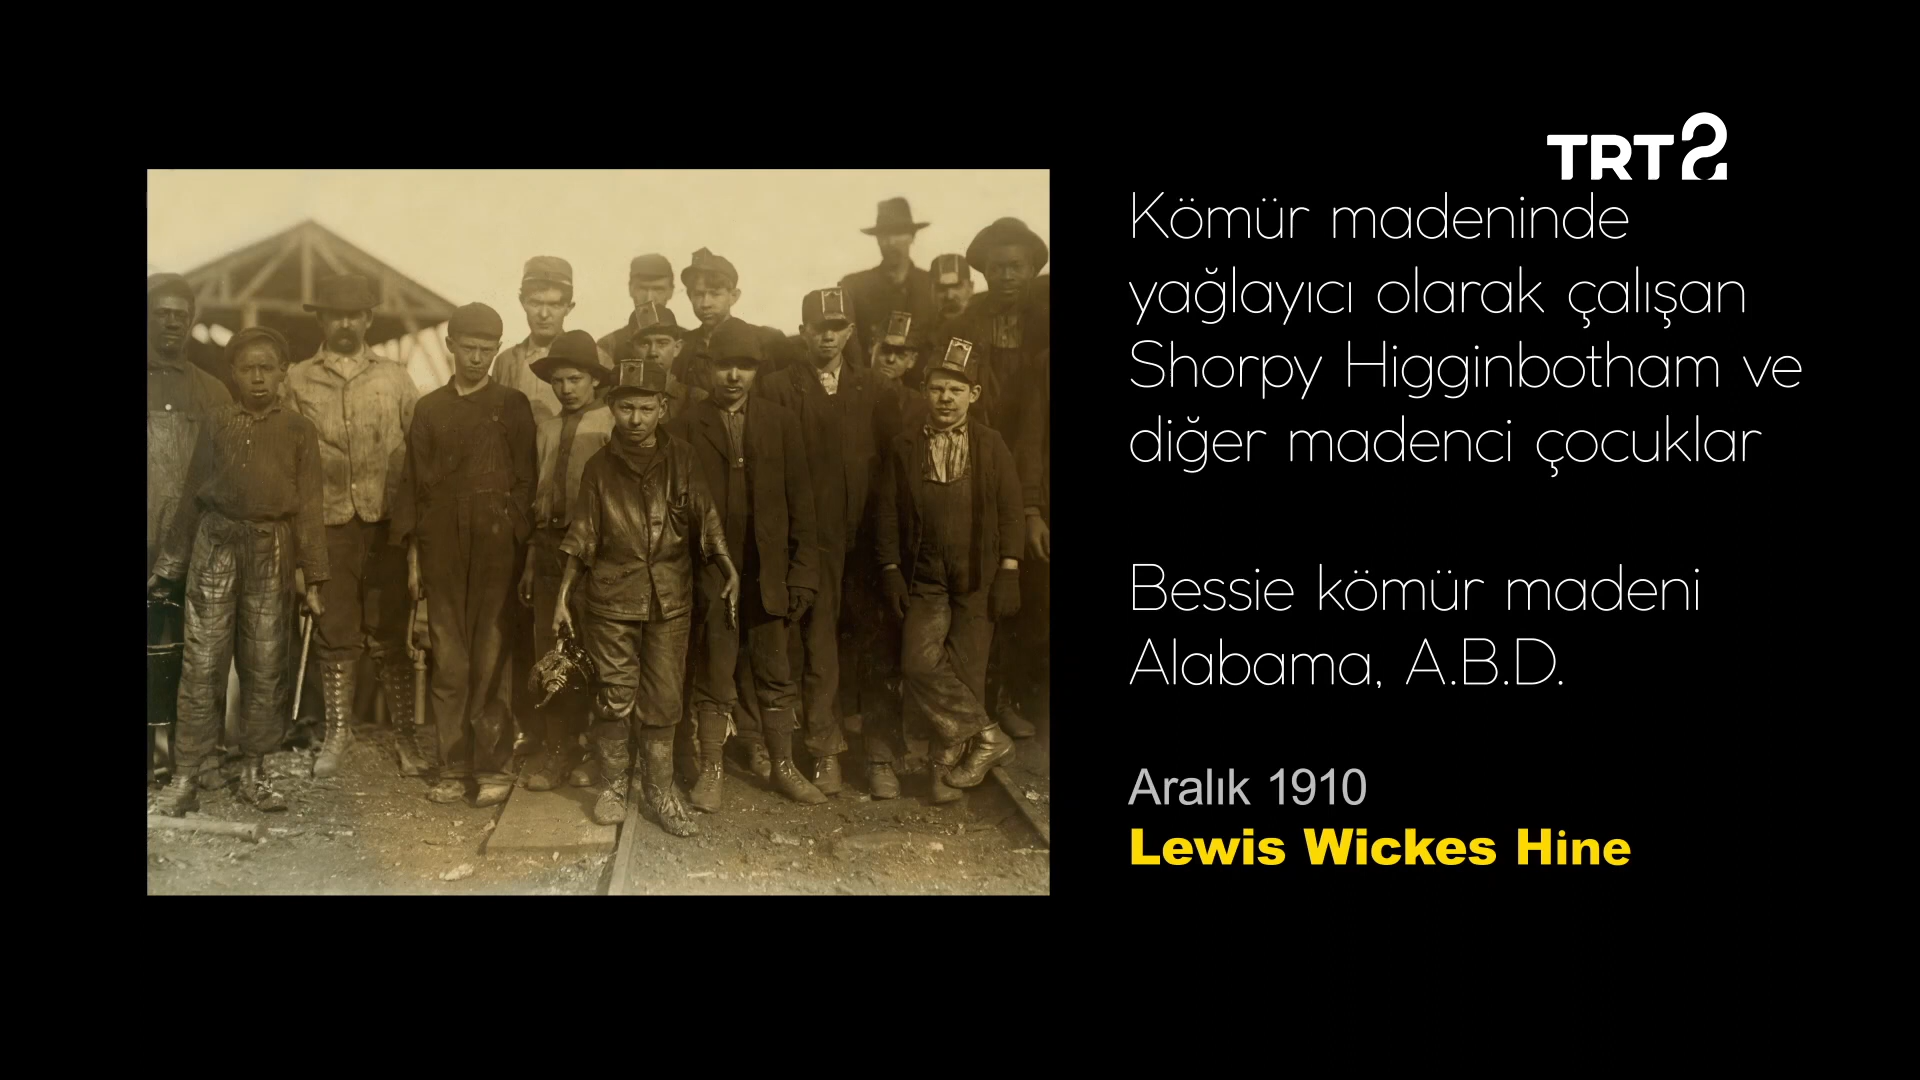 TRT2
Kömür madeninde
yağlayıcı olarak çalışan
Shorpy Higginbotham ve
diğer madenci çocuklar
Bessie kömür madeni
Alabama, A.B.D.
Aralık 1910
Lewis Wickes Hine